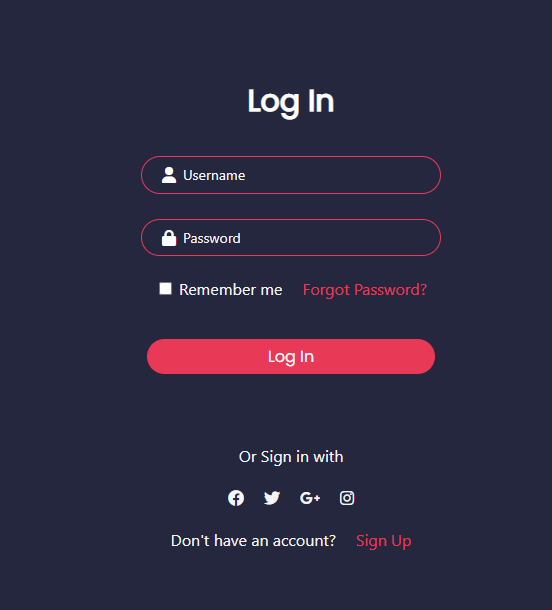 Log In
Username
Password
Remember me Forgot Password?
Log In
Or Sign in with
Don't have an account? Sign Up